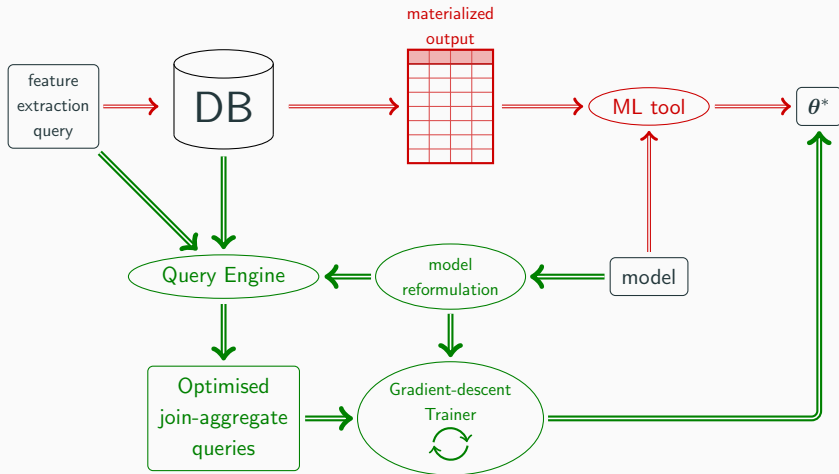 materialized
output
feature
extraction
query
DB
ML tool
θ*
Query Engine
model
reformulation
model
Optimised
join-aggregate
queries
Gradient-descent
Trainer